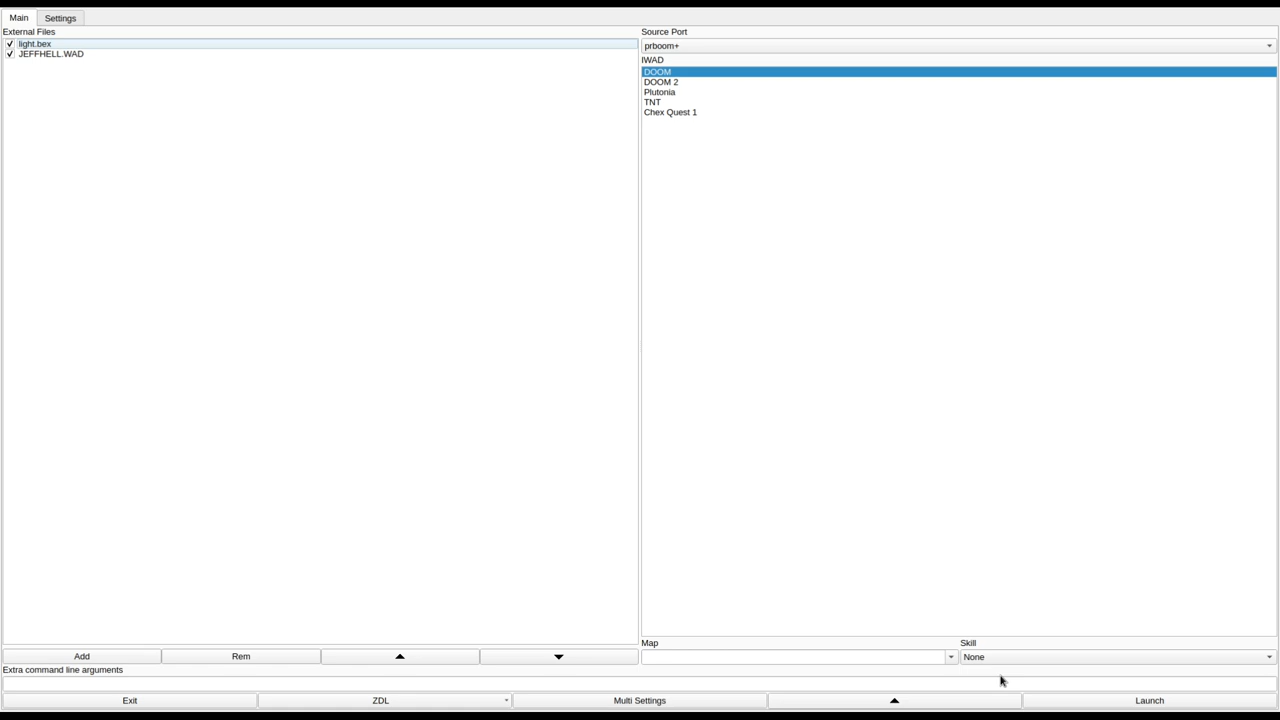 Main
Settings
External Files
light.bex
JEFFHELL.WAD
Source Port
prboom+
IWAD
DOOM
DOOM 2
Plutonia
TNT
Chex Quest 1
Map
Skill
None
Add
Rem
Extra command line arguments
Exit
ZDL
Multi Settings
Launch